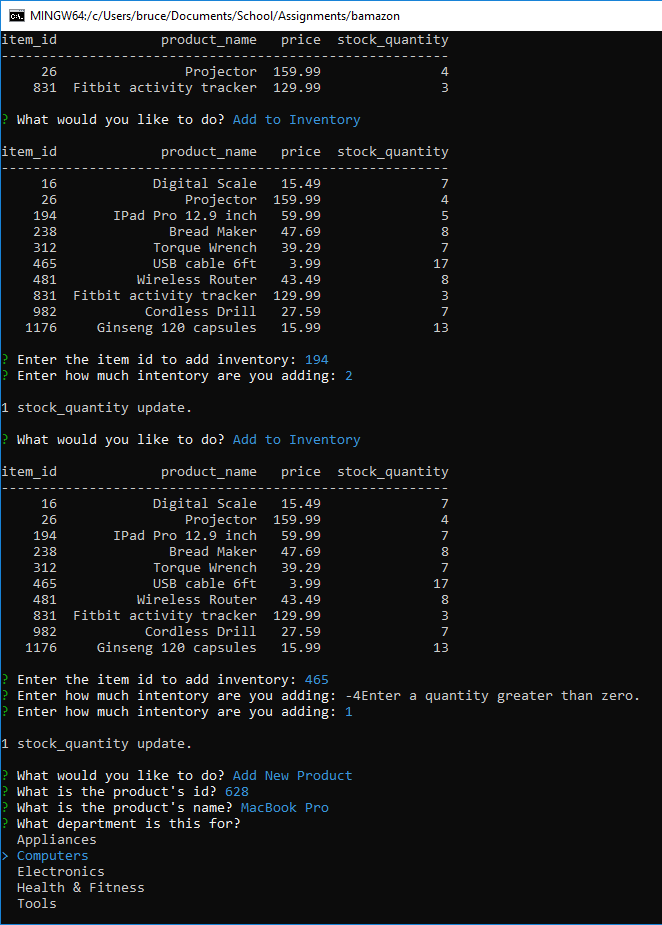 MINGW64:/c/Users/bruce/Documents/School/Assignments/bamazon
item_id product_name price stock_quantity
--------------------------------------------------------
26 Projector 159.99 4
831 Fitbit activity tracker 129.99 3
? What would you like to do? Add to Inventory
item_id product_name price stock_quantity
--------------------------------------------------------
16 Digital Scale 15.49 7
26 Projector 159.99 4
194 IPad Pro 12.9 inch 59.99 5
238 Bread Maker 47.69 8
312 Torque Wrench 39.29 7
465 USB cable 6ft 3.99 17
481 Wireless Router 43.49 8
831 Fitbit activity tracker 129.99 3
982 Cordless Drill 27.59 7
1176 Ginseng 120 capsules 15.99 13
? Enter the item id to add inventory: 194
? Enter how much intentory are you adding: 2
1 stock_quantity update.
? What would you like to do? Add to Inventory
item_id product_name price stock_quantity
--------------------------------------------------------
16 Digital Scale 15.49 7
26 Projector 159.99 4
194 IPad Pro 12.9 inch 59.99 7
238 Bread Maker 47.69 8
312 Torque Wrench 39.29 7
465 USB cable 6ft 3.99 17
481 Wireless Router 43.49 8
831 Fitbit activity tracker 129.99 3
982 Cordless Drill 27.59 7
1176 Ginseng 120 capsules 15.99 13
? Enter the item id to add inventory: 465
? Enter how much intentory are you adding: -4Enter a quantity greater than zero.
? Enter how much intentory are you adding: 1
1 stock_quantity update.
? What would you like to do? Add New Product
? What is the product's id? 628
? What is the product's name? MacBook Pro
? What department is this for?
Appliances
> Computers
Electronics
Health & Fitness
Tools